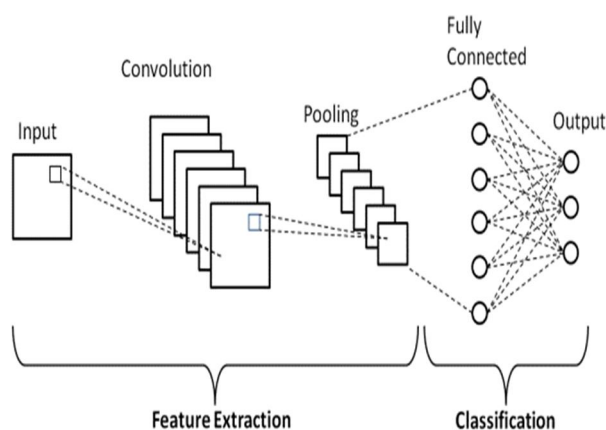 Input
Convolution
Pooling
Fully
Connected
Output
Feature Extraction
Classification